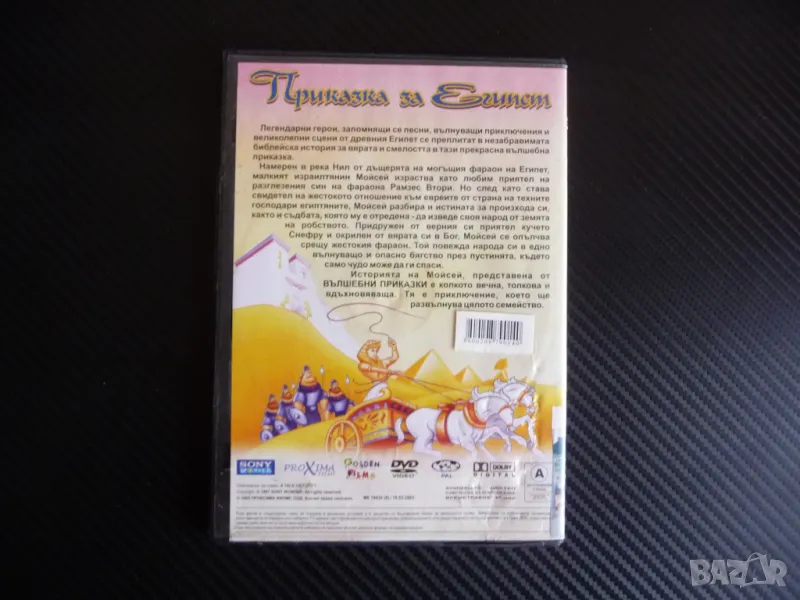 Приказка за Египет
Легендарни герои, запомнящи се песни, вълнуващи приключения и
великолепни сцени от древния Египет се преплитат в незабравимата
библейска история за вярата и смелостта в тази прекрасна вълшебна
приказка.
Намерен в река Нил от дъщерята на могъщия фараон на Египет,
малкият израилтянин Мойсей израства като любим приятел на
разглезения син на фараона Рамзес Втори. Но след като става
свидетел на жестокото отношение към евреите от страна на техните
господари египтяните, Мойсей разбира и истината за произхода си,
както и съдбата, която му е отредена - да изведе своя народ от земята
на робството. Придружен от верния си приятел кучето
Снефру и окрилен от вярата си в Бог, Мойсей се опълчва
срещу жестокия фараон. Той повежда народа си в едно
вълнуващо и опасно бягство през пустинята, където
само чудо може да ги спаси.
Историята на Мойсей, представена от
ВЪЛШЕБНИ ПРИКАЗКИ е колкото вечна, толкова и
вдъхновяваща. Тя е приключение, което ще
развълнува цялото семейство.
SONY
PROXIMA
GOLDEN FILMS
DVD VIDEO
PAL
DOLBY DIGITAL
A
BAZAR